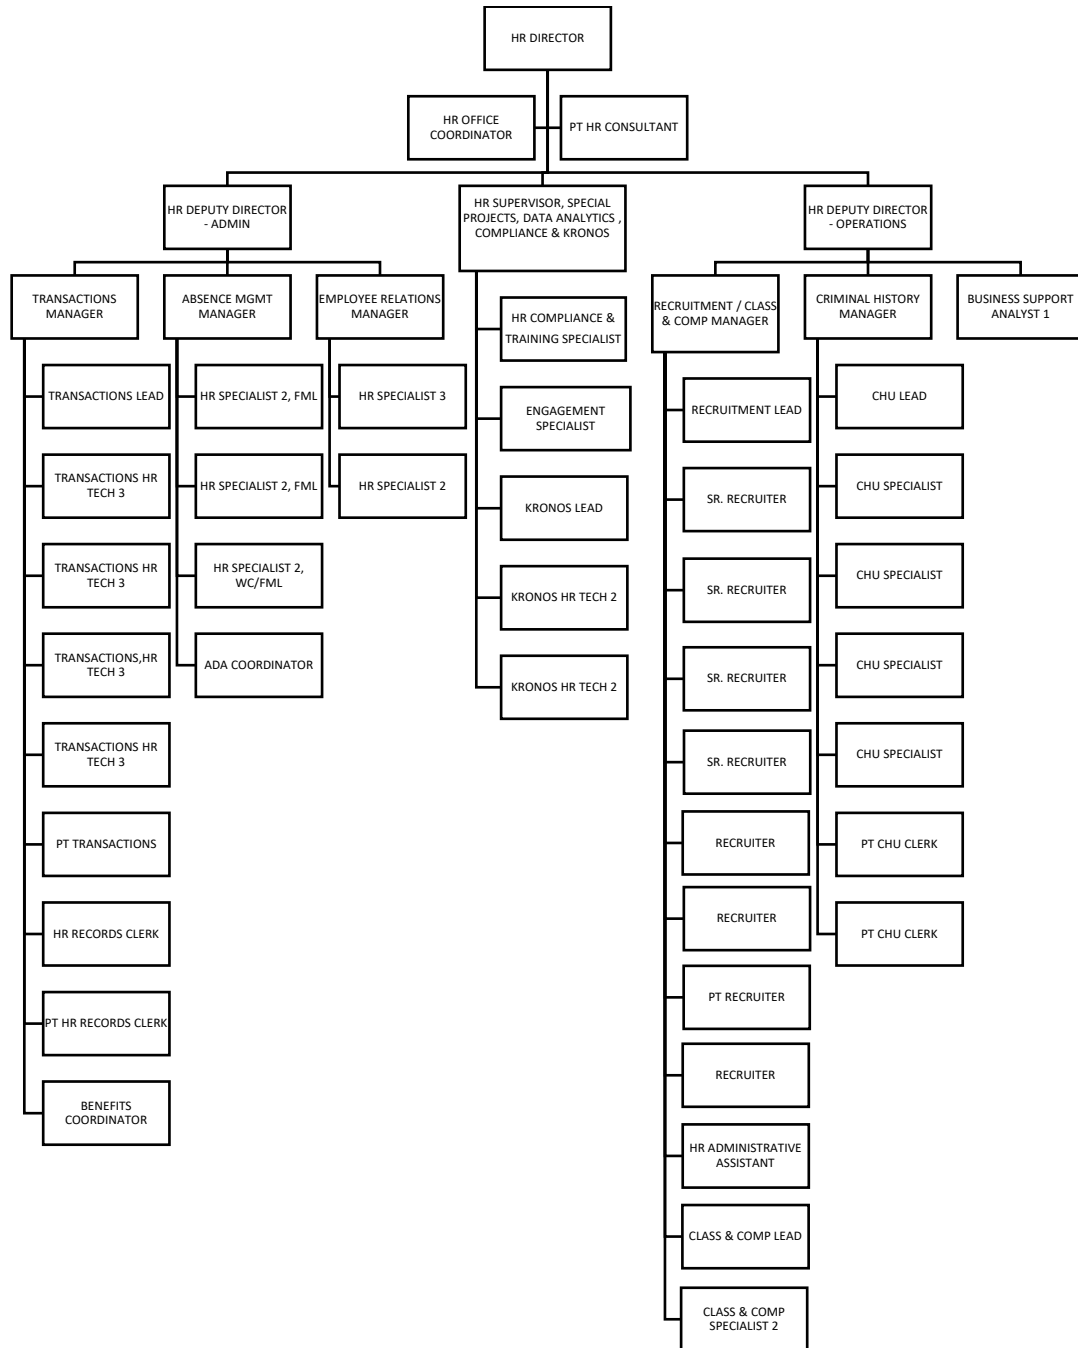 HR DIRECTOR
HR OFFICE
COORDINATOR
PT HR CONSULTANT
HR DEPUTY DIRECTOR
- ADMIN
HR SUPERVISOR, SPECIAL
PROJECTS, DATA ANALYTICS ,
COMPLIANCE & KRONOS
HR DEPUTY DIRECTOR
- OPERATIONS
TRANSACTIONS
MANAGER
ABSENCE MGMT
MANAGER
EMPLOYEE RELATIONS
MANAGER
RECRUITMENT / CLASS
& COMP MANAGER
CRIMINAL HISTORY
MANAGER
BUSINESS SUPPORT
ANALYST 1
TRANSACTIONS LEAD
TRANSACTIONS HR
TECH 3
TRANSACTIONS HR
TECH 3
TRANSACTIONS,HR
TECH 3
TRANSACTIONS HR
TECH 3
PT TRANSACTIONS
HR RECORDS CLERK
PT HR RECORDS CLERK
BENEFITS
COORDINATOR
HR SPECIALIST 2, FML
HR SPECIALIST 2, FML
HR SPECIALIST 2,
WC/FML
ADA COORDINATOR
HR SPECIALIST 3
HR SPECIALIST 2
HR COMPLIANCE &
TRAINING SPECIALIST
ENGAGEMENT
SPECIALIST
KRONOS LEAD
KRONOS HR TECH 2
KRONOS HR TECH 2
RECRUITMENT LEAD
SR. RECRUITER
SR. RECRUITER
SR. RECRUITER
SR. RECRUITER
RECRUITER
RECRUITER
PT RECRUITER
RECRUITER
HR ADMINISTRATIVE
ASSISTANT
CLASS & COMP LEAD
CLASS & COMP
SPECIALIST 2
CHU LEAD
CHU SPECIALIST
CHU SPECIALIST
CHU SPECIALIST
CHU SPECIALIST
PT CHU CLERK
PT CHU CLERK